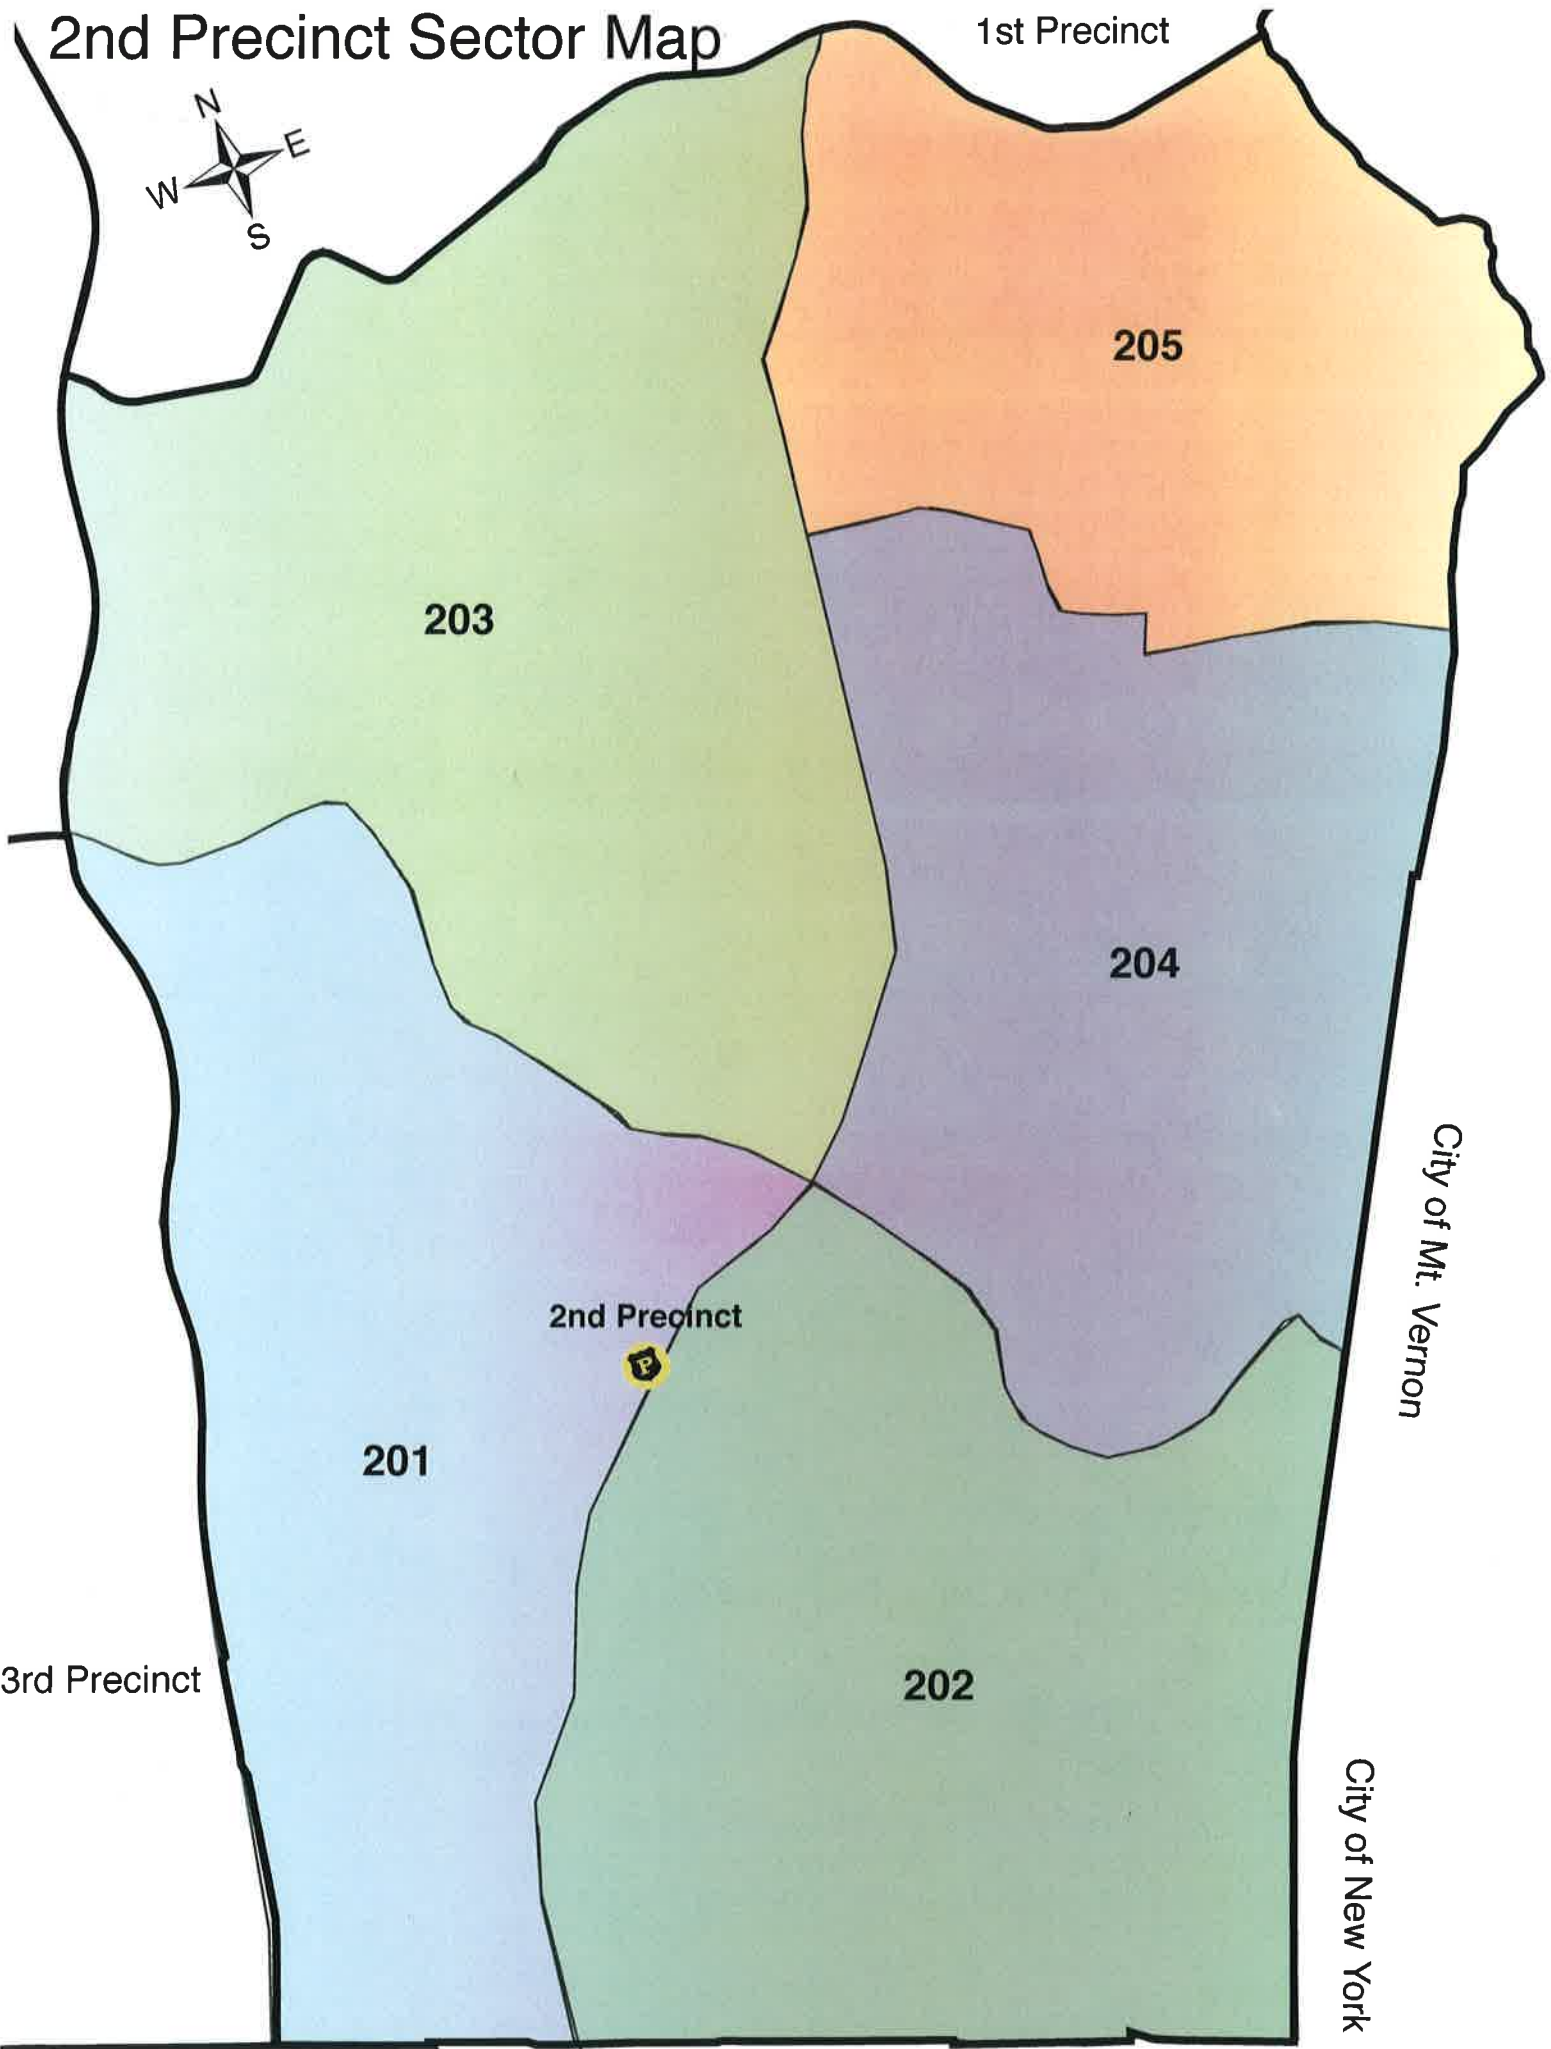 2nd Precinct Sector Map
1st Precinct
N
E
W
S
205
203
204
City of Mt. Vernon
2nd Precinct
P
201
3rd Precinct
202
City of New York